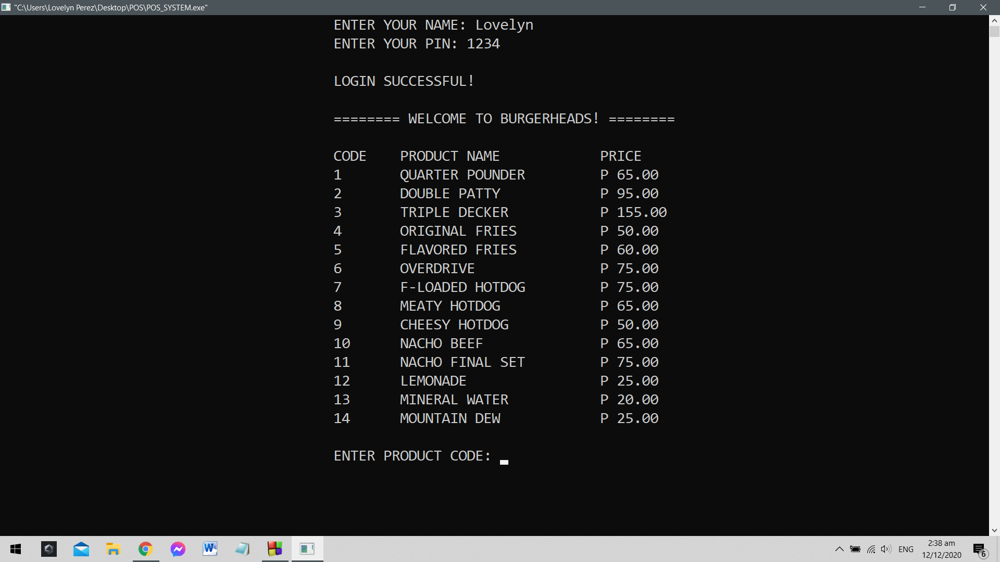 "C:\Users\Lovelyn Perez\Desktop\POS\POS_SYSTEM.exe"
ENTER YOUR NAME: Lovelyn
ENTER YOUR PIN: 1234
LOGIN SUCCESSFUL!
======== WELCOME TO BURGERHEADS! ========
CODE PRODUCT NAME PRICE
1 QUARTER POUNDER P 65.00
2 DOUBLE PATTY P 95.00
3 TRIPLE DECKER P 155.00
4 ORIGINAL FRIES P 50.00
5 FLAVORED FRIES P 60.00
6 OVERDRIVE P 75.00
7 F-LOADED HOTDOG P 75.00
8 MEATY HOTDOG P 65.00
9 CHEESY HOTDOG P 50.00
10 NACHO BEEF P 65.00
11 NACHO FINAL SET P 75.00
12 LEMONADE P 25.00
13 MINERAL WATER P 20.00
14 MOUNTAIN DEW P 25.00
ENTER PRODUCT CODE:
ENG
2:38 am
12/12/2020
6